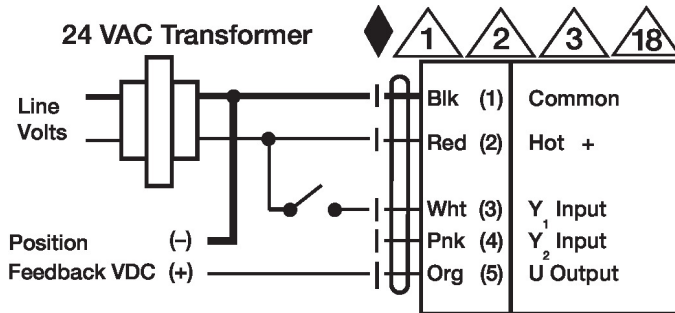 24 VAC Transformer
1 2 3 18
Line
Volts
Blk (1) Common
Red (2) Hot +
Wht (3) Y1 Input
Pnk (4) Y2 Input
Org (5) U Output
Position (–)
Feedback VDC (+)